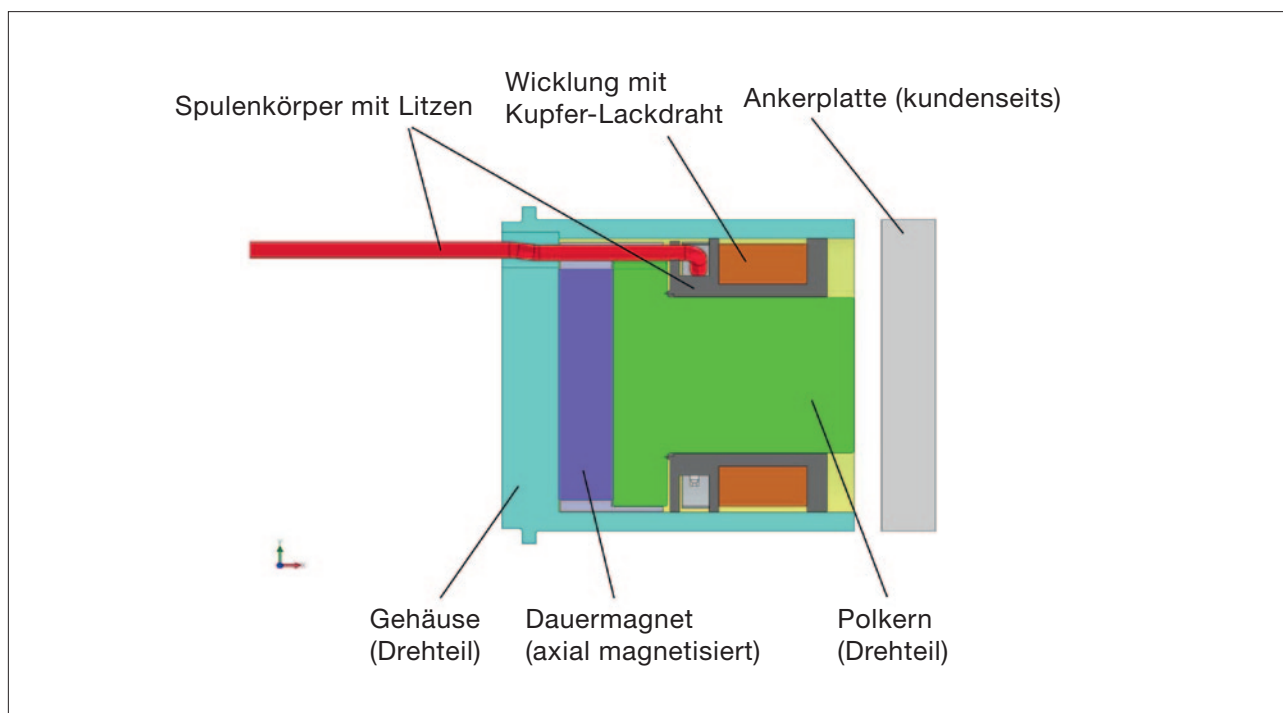 Spulenkörper mit Litzen
Wicklung mit
Kupfer-Lackdraht
Ankerplatte (kundenseits)
Gehäuse
(Drehteil)
Dauermagnet
(axial magnetisiert)
Polkern
(Drehteil)